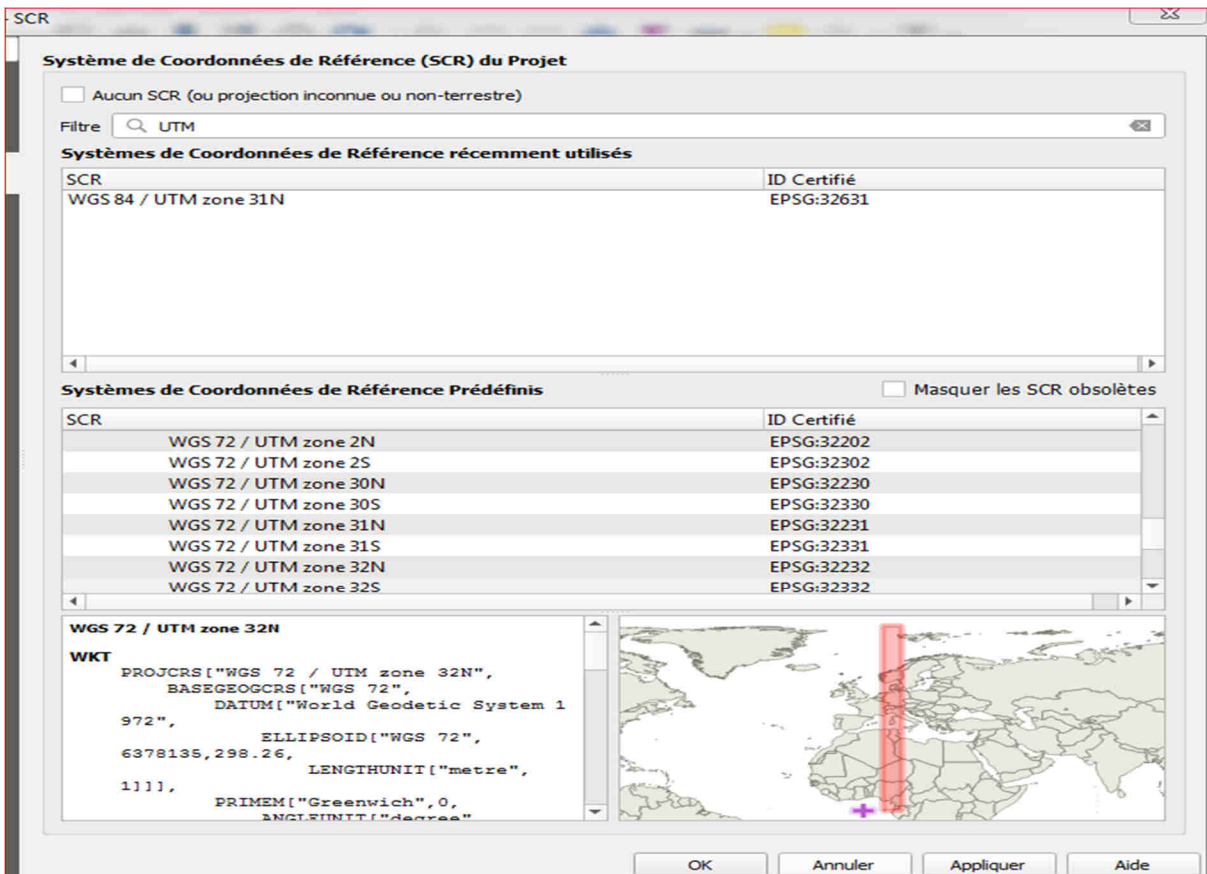 - SCR
Système de Coordonnées de Référence (SCR) du Projet
Aucun SCR (ou projection inconnue ou non-terrestre)
Filtre UTM
Systèmes de Coordonnées de Référence récemment utilisés
SCR ID Certifié
WGS 84 / UTM zone 31N EPSG:32631
Systèmes de Coordonnées de Référence Prédéfinis Masquer les SCR obsolètes
SCR ID Certifié
WGS 72 / UTM zone 2N EPSG:32202
WGS 72 / UTM zone 2S EPSG:32302
WGS 72 / UTM zone 30N EPSG:32230
WGS 72 / UTM zone 30S EPSG:32330
WGS 72 / UTM zone 31N EPSG:32231
WGS 72 / UTM zone 31S EPSG:32331
WGS 72 / UTM zone 32N EPSG:32232
WGS 72 / UTM zone 32S EPSG:32332
WGS 72 / UTM zone 32N
WKT
PROJCRS["WGS 72 / UTM zone 32N",
BASEGEOGCRS["WGS 72",
DATUM["World Geodetic System 1
972",
ELLIPSOID["WGS 72",
6378135,298.26,
LENGTHUNIT["metre",
1]]],
PRIMEM["Greenwich",0,
ANGLEUNIT["degree"
OK Annuler Appliquer Aide